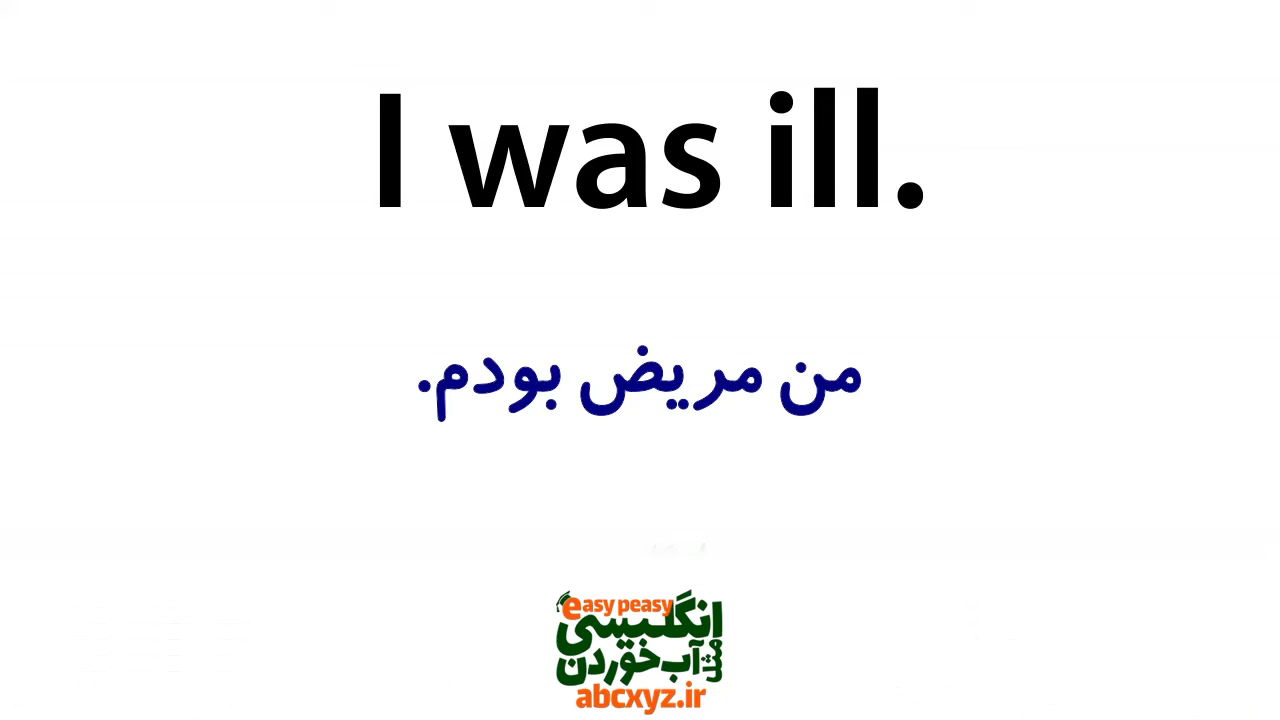 I was ill.
من مریض بودم.
easy peasy
انگلیسی
مثل آب خوردن
abcxyz.ir